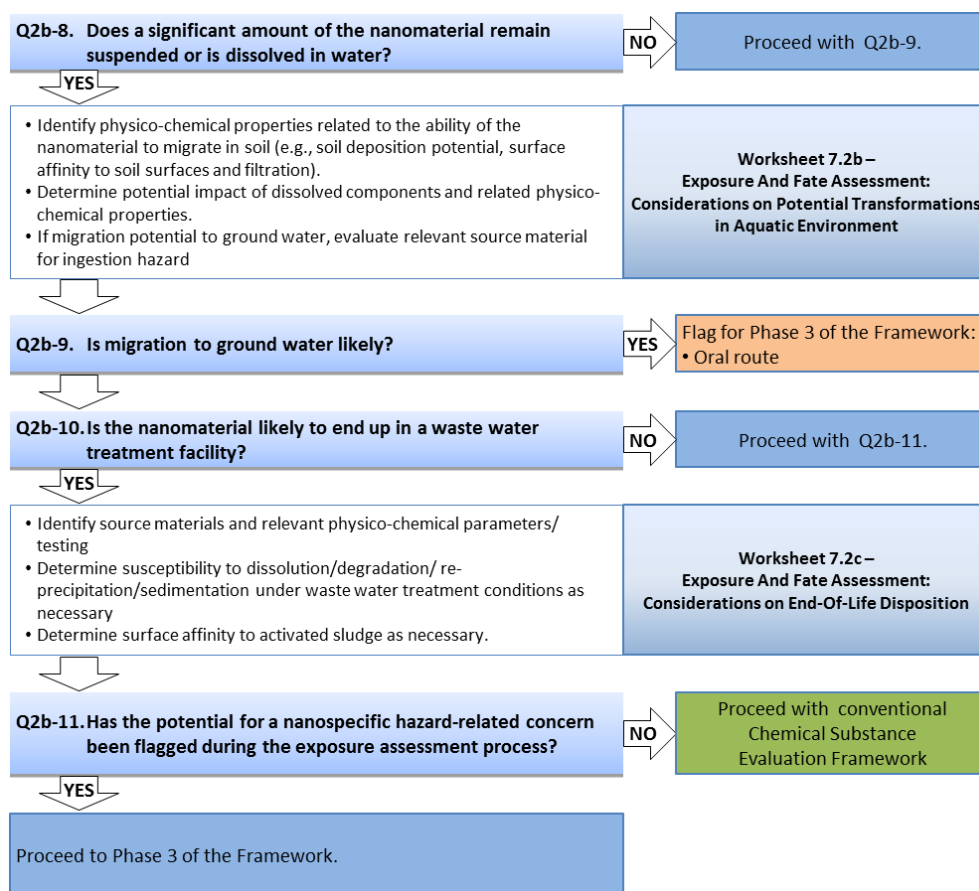 Q2b-8. Does a significant amount of the nanomaterial remain
suspended or is dissolved in water?
NO
Proceed with Q2b-9.
YES
• Identify physico-chemical properties related to the ability of the
nanomaterial to migrate in soil (e.g., soil deposition potential, surface
affinity to soil surfaces and filtration).
• Determine potential impact of dissolved components and related physico-
chemical properties.
• If migration potential to ground water, evaluate relevant source material
for ingestion hazard
Worksheet 7.2b –
Exposure And Fate Assessment:
Considerations on Potential Transformations
in Aquatic Environment
Q2b-9. Is migration to ground water likely?
YES
Flag for Phase 3 of the Framework:
• Oral route
Q2b-10. Is the nanomaterial likely to end up in a waste water
treatment facility?
NO
Proceed with Q2b-11.
YES
• Identify source materials and relevant physico-chemical parameters/
testing
• Determine susceptibility to dissolution/degradation/ re-
precipitation/sedimentation under waste water treatment conditions as
necessary
• Determine surface affinity to activated sludge as necessary.
Worksheet 7.2c –
Exposure And Fate Assessment:
Considerations on End-Of-Life Disposition
Q2b-11. Has the potential for a nanospecific hazard-related concern
been flagged during the exposure assessment process?
NO
Proceed with conventional
Chemical Substance
Evaluation Framework
YES
Proceed to Phase 3 of the Framework.